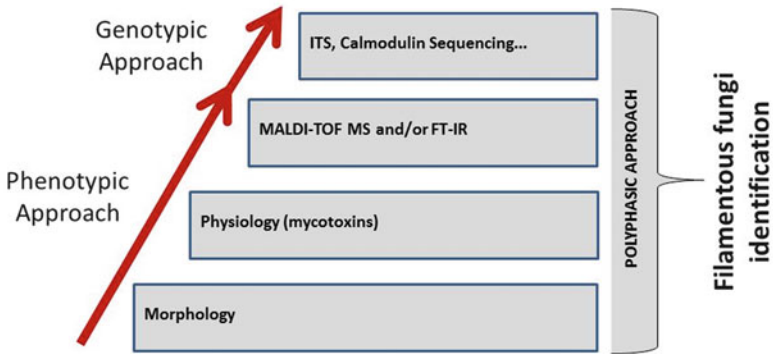 Genotypic
Approach
ITS, Calmodulin Sequencing...
MALDI-TOF MS and/or FT-IR
Phenotypic
Approach
Physiology (mycotoxins)
Morphology
POLYPHASIC APPROACH
Filamentous fungi
identification